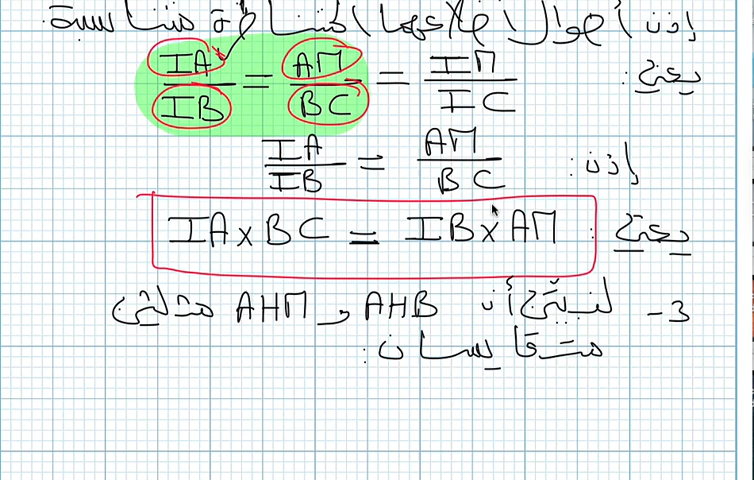 إذن أطوال أضلاعهما المتناظرة متناسبة.
يعني: IA/IB = AM/BC = IM/IC
إذن: IA/IB = AM/BC
يعني: IA x BC = IB x AM
3- لنبين أن AHB و AHM مثلثين
متقايسان: